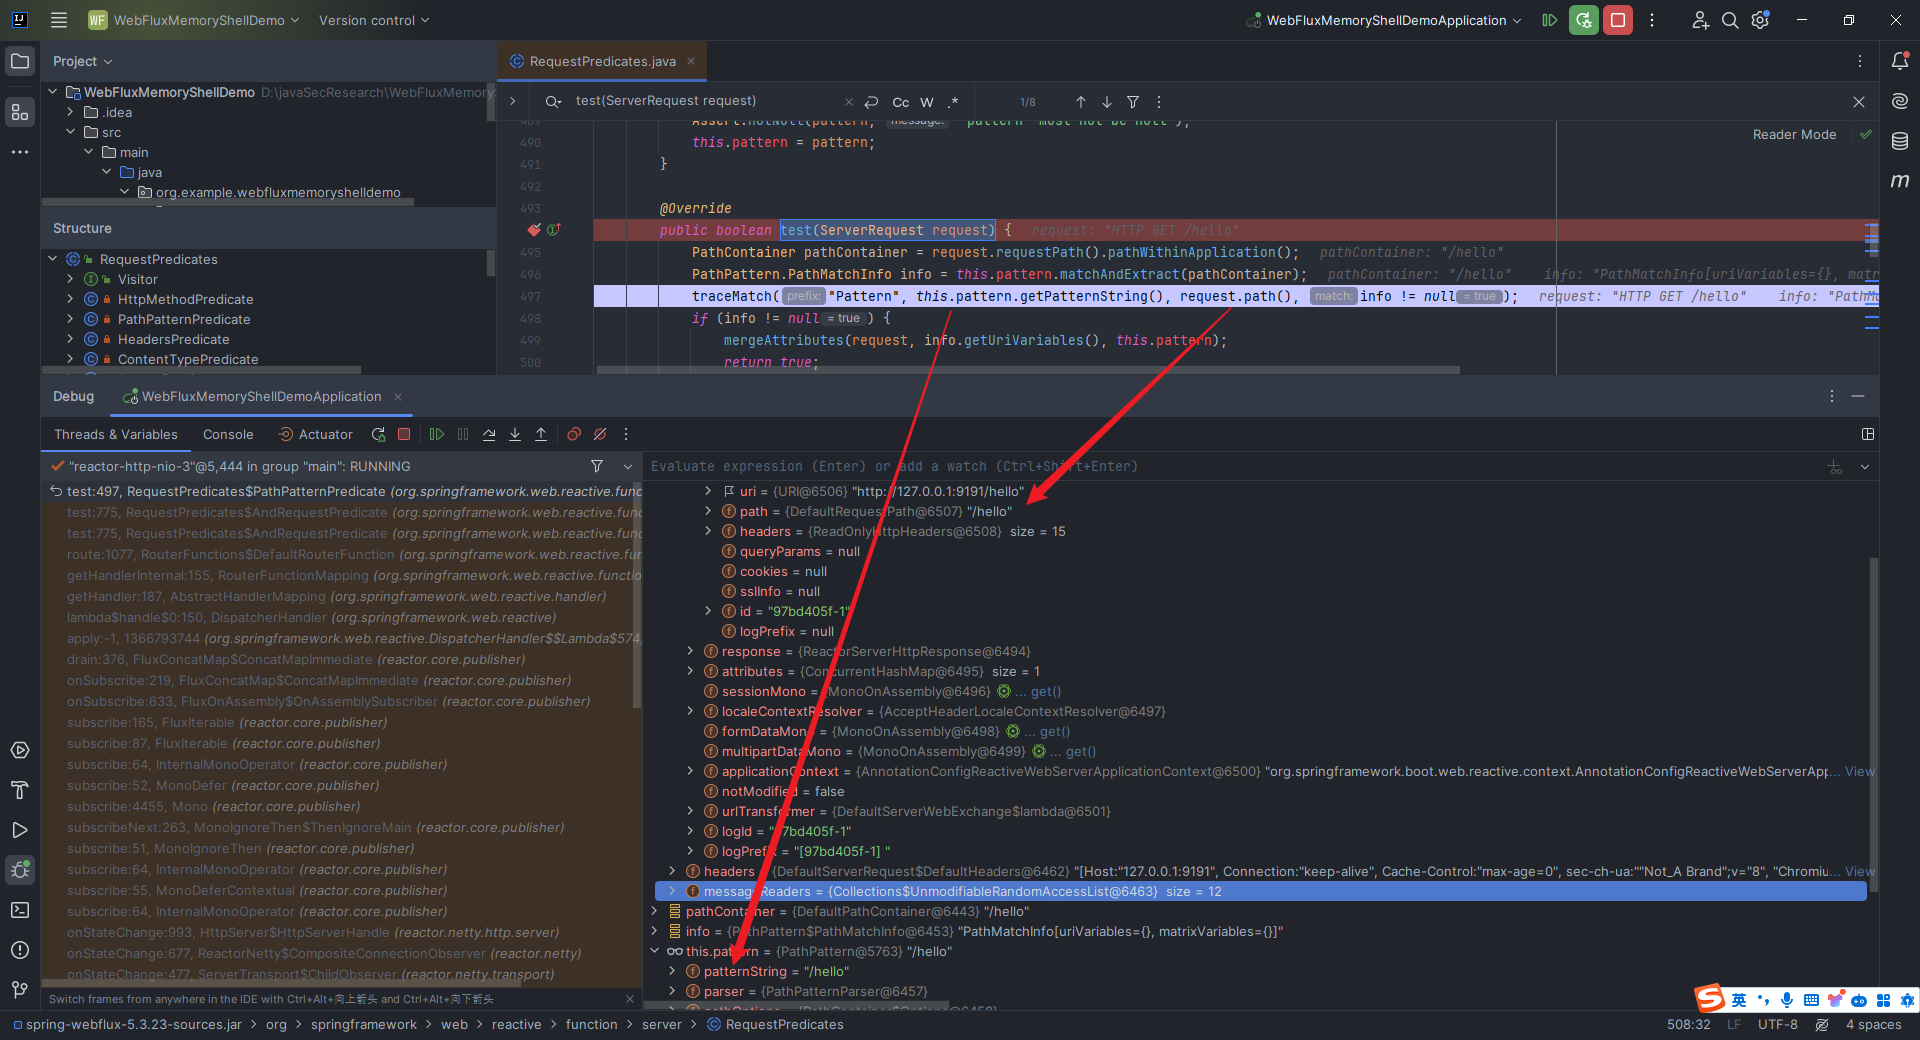 WF WebFluxMemoryShellDemo Version control WebFluxMemoryShellDemoApplication
Project
WebFluxMemoryShellDemo D:\javaSecResearch\WebFluxMemory
.idea
src
main
java
org.example.webfluxmemoryshelldemo
Structure
RequestPredicates
Visitor
HttpMethodPredicate
PathPatternPredicate
HeadersPredicate
ContentTypePredicate
RequestPredicates.java
test(ServerRequest request) Cc W .* 1/8
Reader Mode
489 Assert.notNull(pattern, message: "'pattern' must not be null");
490 this.pattern = pattern;
491 }
492
493 @Override
public boolean test(ServerRequest request) { request: "HTTP GET /hello"
495 PathContainer pathContainer = request.requestPath().pathWithinApplication(); pathContainer: "/hello"
496 PathPattern.PathMatchInfo info = this.pattern.matchAndExtract(pathContainer); pathContainer: "/hello" info: "PathMatchInfo[uriVariables={}, matr
497 traceMatch( prefix: "Pattern", this.pattern.getPatternString(), request.path(), match: info != null = true ); request: "HTTP GET /hello" info: "PathM
498 if (info != null = true ) {
499 mergeAttributes(request, info.getUriVariables(), this.pattern);
500 return true;
Debug WebFluxMemoryShellDemoApplication
Threads & Variables Console Actuator
"reactor-http-nio-3"@5,444 in group "main": RUNNING
test:497, RequestPredicates$PathPatternPredicate (org.springframework.web.reactive.func
test:775, RequestPredicates$AndRequestPredicate (org.springframework.web.reactive.func
test:775, RequestPredicates$AndRequestPredicate (org.springframework.web.reactive.func
route:1077, RouterFunctions$DefaultRouterFunction (org.springframework.web.reactive.fun
getHandlerInternal:155, RouterFunctionMapping (org.springframework.web.reactive.functio
getHandler:187, AbstractHandlerMapping (org.springframework.web.reactive.handler)
lambda$handle$0:150, DispatcherHandler (org.springframework.web.reactive)
apply:-1, 1366793744 (org.springframework.web.reactive.DispatcherHandler$$Lambda$574,
drain:376, FluxConcatMap$ConcatMapImmediate (reactor.core.publisher)
onSubscribe:219, FluxConcatMap$ConcatMapImmediate (reactor.core.publisher)
onSubscribe:633, FluxOnAssembly$OnAssemblySubscriber (reactor.core.publisher)
subscribe:165, FluxIterable (reactor.core.publisher)
subscribe:87, FluxIterable (reactor.core.publisher)
subscribe:64, InternalMonoOperator (reactor.core.publisher)
subscribe:52, MonoDefer (reactor.core.publisher)
subscribe:4455, Mono (reactor.core.publisher)
subscribeNext:263, MonoIgnoreThen$ThenIgnoreMain (reactor.core.publisher)
subscribe:51, MonoIgnoreThen (reactor.core.publisher)
subscribe:64, InternalMonoOperator (reactor.core.publisher)
subscribe:55, MonoDeferContextual (reactor.core.publisher)
subscribe:64, InternalMonoOperator (reactor.core.publisher)
onStateChange:993, HttpServer$HttpServerHandle (reactor.netty.http.server)
onStateChange:677, ReactorNetty$CompositeConnectionObserver (reactor.netty)
onStateChange:477, ServerTransport$ChildObserver (reactor.netty.transport)
Switch frames from anywhere in the IDE with Ctrl+Alt+向上箭头 and Ctrl+Alt+向下箭头
Evaluate expression (Enter) or add a watch (Ctrl+Shift+Enter)
uri = {URI@6506} "http://127.0.0.1:9191/hello"
path = {DefaultRequestPath@6507} "/hello"
headers = {ReadOnlyHttpHeaders@6508} size = 15
queryParams = null
cookies = null
sslInfo = null
id = "97bd405f-1"
logPrefix = null
response = {ReactorServerHttpResponse@6494}
attributes = {ConcurrentHashMap@6495} size = 1
sessionMono = {MonoOnAssembly@6496} ... get()
localeContextResolver = {AcceptHeaderLocaleContextResolver@6497}
formDataMono = {MonoOnAssembly@6498} ... get()
multipartDataMono = {MonoOnAssembly@6499} ... get()
applicationContext = {AnnotationConfigReactiveWebServerApplicationContext@6500} "org.springframework.boot.web.reactive.context.AnnotationConfigReactiveWebServerApp... View
notModified = false
urlTransformer = {DefaultServerWebExchange$lambda@6501}
logId = "97bd405f-1"
logPrefix = "[97bd405f-1] "
headers = {DefaultServerRequest$DefaultHeaders@6462} "[Host:"127.0.0.1:9191", Connection:"keep-alive", Cache-Control:"max-age=0", sec-ch-ua:""Not_A Brand";v="8", "Chromiu... View
messageReaders = {Collections$UnmodifiableRandomAccessList@6463} size = 12
pathContainer = {DefaultPathContainer@6443} "/hello"
info = {PathPattern$PathMatchInfo@6453} "PathMatchInfo[uriVariables={}, matrixVariables={}]"
this.pattern = {PathPattern@5763} "/hello"
patternString = "/hello"
parser = {PathPatternParser@6457}
pathOptions = {PathContainer$Options@6458}
英
spring-webflux-5.3.23-sources.jar org springframework web reactive function server RequestPredicates 508:32 LF UTF-8 4 spaces